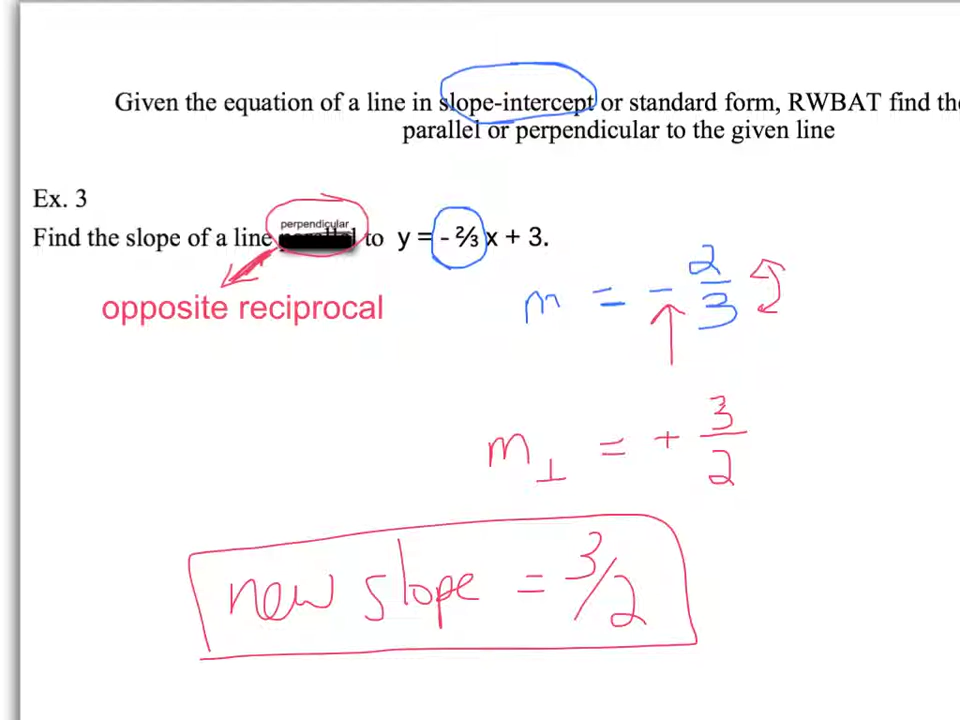 Given the equation of a line in slope-intercept or standard form, RWBAT find the
parallel or perpendicular to the given line
Ex. 3
Find the slope of a line perpendicular to y = - ⅔ x + 3.
opposite reciprocal
m = - 2/3
m⊥ = + 3/2
new slope = 3/2